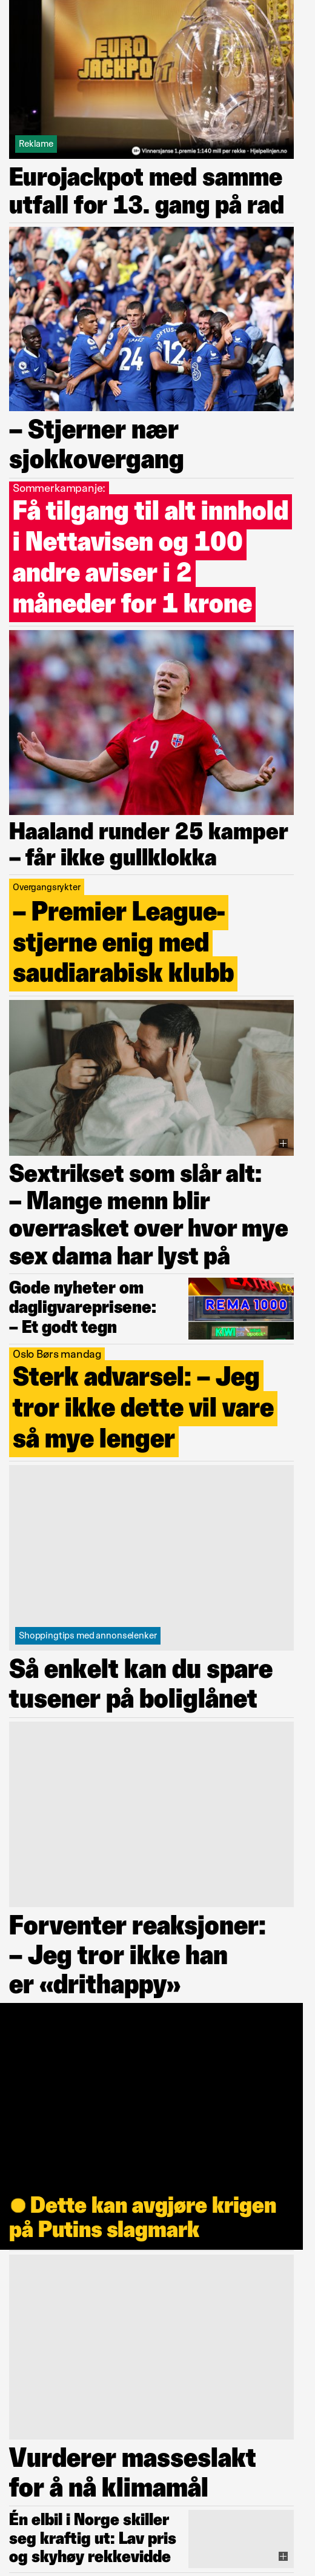 EURO
JACKPOT
Reklame
Vinnersjanse 1.premie 1:140 mill per rekke - Hjelpelinjen.no
Eurojackpot med samme
utfall for 13. gang på rad
24
12
– Stjerner nær
sjokkovergang
Sommerkampanje:
Få tilgang til alt innhold
i Nettavisen og 100
andre aviser i 2
måneder for 1 krone
9
Haaland runder 25 kamper
– får ikke gullklokka
Overgangsrykter
– Premier League-
stjerne enig med
saudiarabisk klubb
Sextrikset som slår alt:
– Mange menn blir
overrasket over hvor mye
sex dama har lyst på
Gode nyheter om
dagligvareprisene:
– Et godt tegn
EXTRA
REMA 1000
Oslo Børs mandag
Sterk advarsel: – Jeg
tror ikke dette vil vare
så mye lenger
Shoppingtips med annonselenker
Så enkelt kan du spare
tusener på boliglånet
Forventer reaksjoner:
– Jeg tror ikke han
er «drithappy»
Dette kan avgjøre krigen
på Putins slagmark
Vurderer masseslakt
for å nå klimamål
Én elbil i Norge skiller
seg kraftig ut: Lav pris
og skyhøy rekkevidde